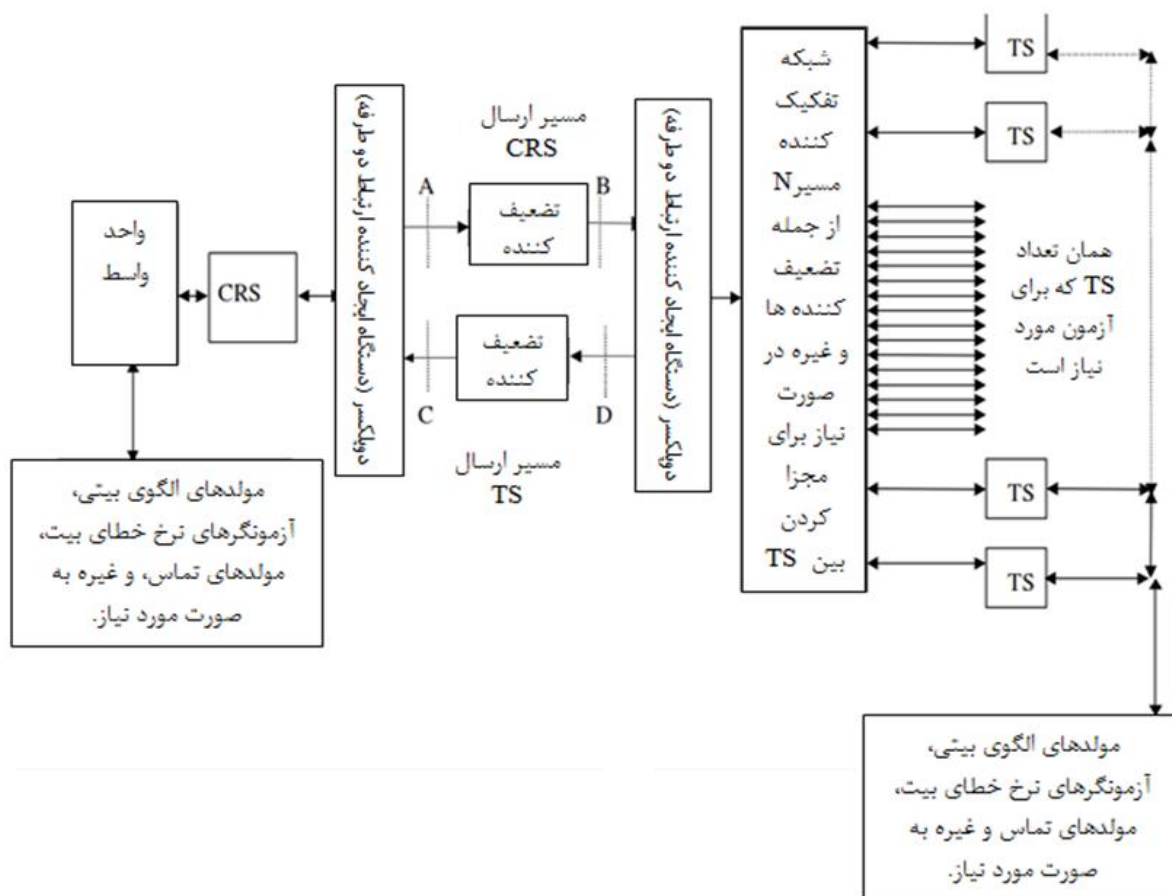 واحد
واسط
CRS
مولدهای الگوی بیتی،
آزمونگرهای نرخ خطای بیت،
مولدهای تماس، و غیره به
صورت مورد نیاز.
دوپلکسر (دستگاه ایجاد کننده ارتباط دو طرفه)
مسیر ارسال
CRS
A
B
تضعیف
کننده
تضعیف
کننده
C
D
مسیر ارسال
TS
دوپلکسر (دستگاه ایجاد کننده ارتباط دو طرفه)
شبکه
تفکیک
کننده
مسیرN
از جمله
تضعیف
کننده ها
و غیره در
صورت
نیاز برای
مجزا
کردن
بین TS
TS
TS
همان تعداد
TS که برای
آزمون مورد
نیاز است
TS
TS
مولدهای الگوی بیتی،
آزمونگرهای نرخ خطای بیت،
مولدهای تماس و غیره به
صورت مورد نیاز.